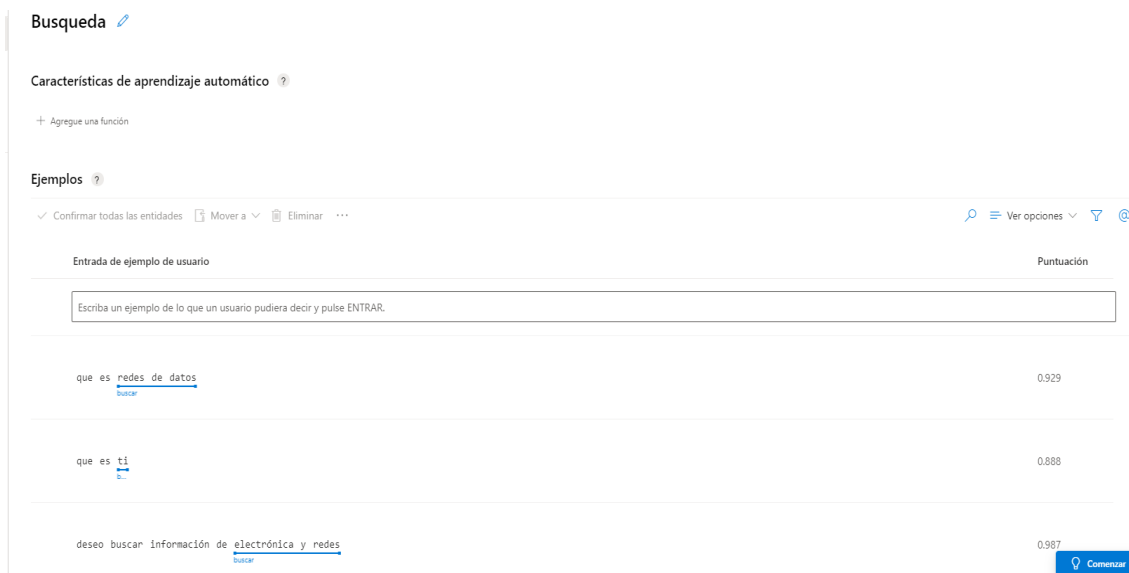 Busqueda
Características de aprendizaje automático ?
+ Agregue una función
Ejemplos ?
Confirmar todas las entidades Mover a Eliminar ...
Ver opciones
Entrada de ejemplo de usuario Puntuación
Escriba un ejemplo de lo que un usuario pudiera decir y pulse ENTRAR.
que es redes de datos 0.929
buscar
que es ti 0.888
b...
deseo buscar información de electrónica y redes 0.987
buscar
Comenzar